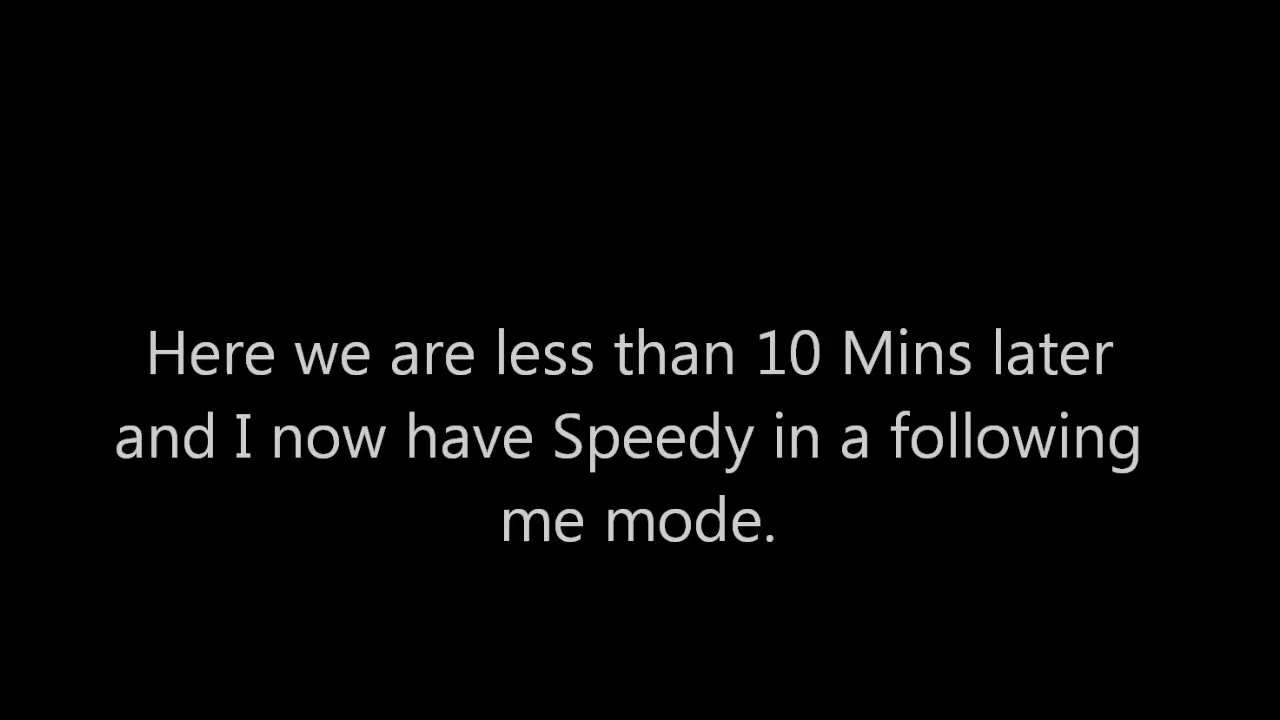 Here we are less than 10 Mins later
and I now have Speedy in a following
me mode.